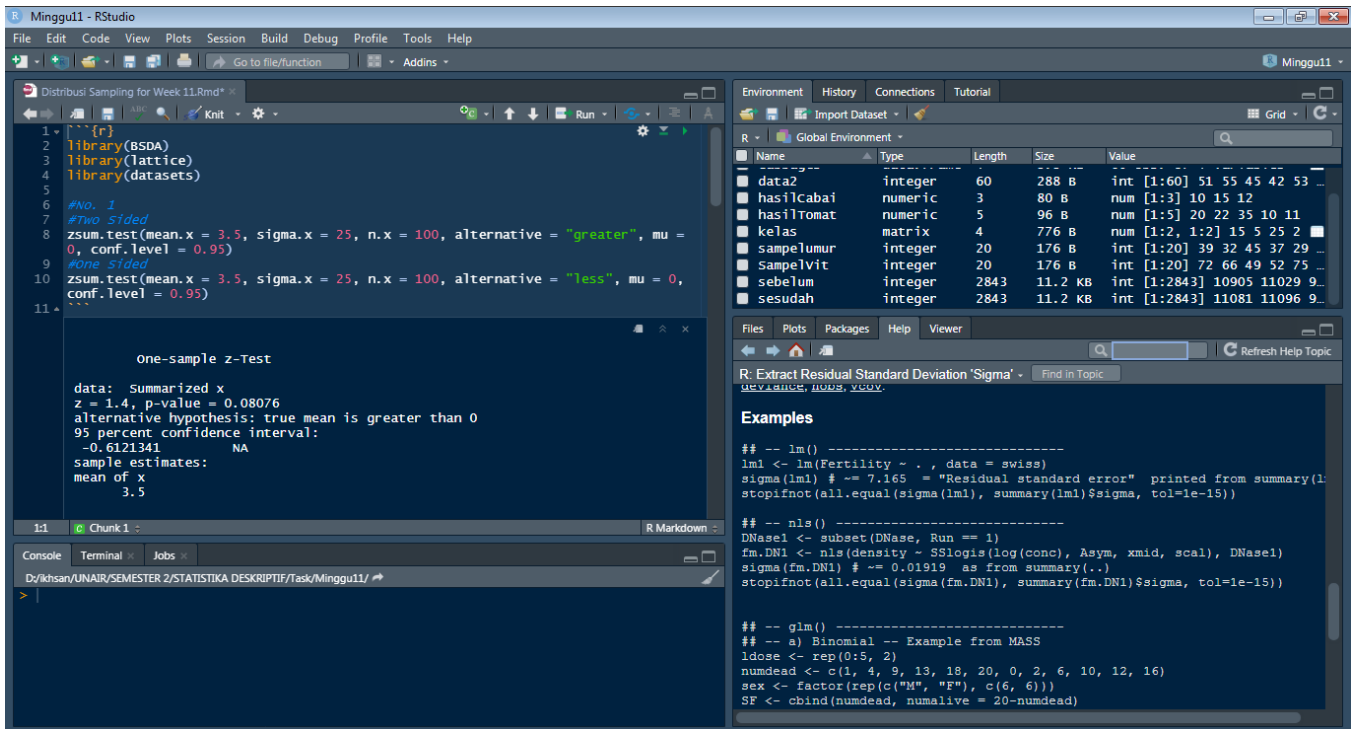 Minggu11 - RStudio
File Edit Code View Plots Session Build Debug Profile Tools Help
Go to file/function Addins Minggu11
Distribusi Sampling for Week 11.Rmd*
ABC Knit Run
1 ```{r}
2 library(BSDA)
3 library(lattice)
4 library(datasets)
5
6 #No. 1
7 #Two Sided
8 zsum.test(mean.x = 3.5, sigma.x = 25, n.x = 100, alternative = "greater", mu =
0, conf.level = 0.95)
9 #One Sided
10 zsum.test(mean.x = 3.5, sigma.x = 25, n.x = 100, alternative = "less", mu = 0,
conf.level = 0.95)
11 ```
One-sample z-Test
data: Summarized x
z = 1.4, p-value = 0.08076
alternative hypothesis: true mean is greater than 0
95 percent confidence interval:
-0.6121341 NA
sample estimates:
mean of x
3.5
1:1 Chunk 1 R Markdown
Console Terminal Jobs
D:/ikhsan/UNAIR/SEMESTER 2/STATISTIKA DESKRIPTIF/Task/Minggu11/
>
Environment History Connections Tutorial
Import Dataset Grid
R Global Environment
Name Type Length Size Value
data2 integer 60 288 B int [1:60] 51 55 45 42 53 …
hasilCabai numeric 3 80 B num [1:3] 10 15 12
hasilTomat numeric 5 96 B num [1:5] 20 22 35 10 11
kelas matrix 4 776 B num [1:2, 1:2] 15 5 25 2
sampelumur integer 20 176 B int [1:20] 39 32 45 37 29 …
sampelVit integer 20 176 B int [1:20] 72 66 49 52 75 …
sebelum integer 2843 11.2 KB int [1:2843] 10905 11029 9…
sesudah integer 2843 11.2 KB int [1:2843] 11081 11096 9…
Files Plots Packages Help Viewer
Refresh Help Topic
R: Extract Residual Standard Deviation 'Sigma' Find in Topic
deviance, nobs, vcov.
Examples
## -- lm() ------------------------------
lm1 <- lm(Fertility ~ . , data = swiss)
sigma(lm1) # ~= 7.165 = "Residual standard error" printed from summary(l
stopifnot(all.equal(sigma(lm1), summary(lm1)$sigma, tol=1e-15))
## -- nls() -----------------------------
DNase1 <- subset(DNase, Run == 1)
fm.DN1 <- nls(density ~ SSlogis(log(conc), Asym, xmid, scal), DNase1)
sigma(fm.DN1) # ~= 0.01919 as from summary(..)
stopifnot(all.equal(sigma(fm.DN1), summary(fm.DN1)$sigma, tol=1e-15))
## -- glm() -----------------------------
## -- a) Binomial -- Example from MASS
ldose <- rep(0:5, 2)
numdead <- c(1, 4, 9, 13, 18, 20, 0, 2, 6, 10, 12, 16)
sex <- factor(rep(c("M", "F"), c(6, 6)))
SF <- cbind(numdead, numalive = 20-numdead)